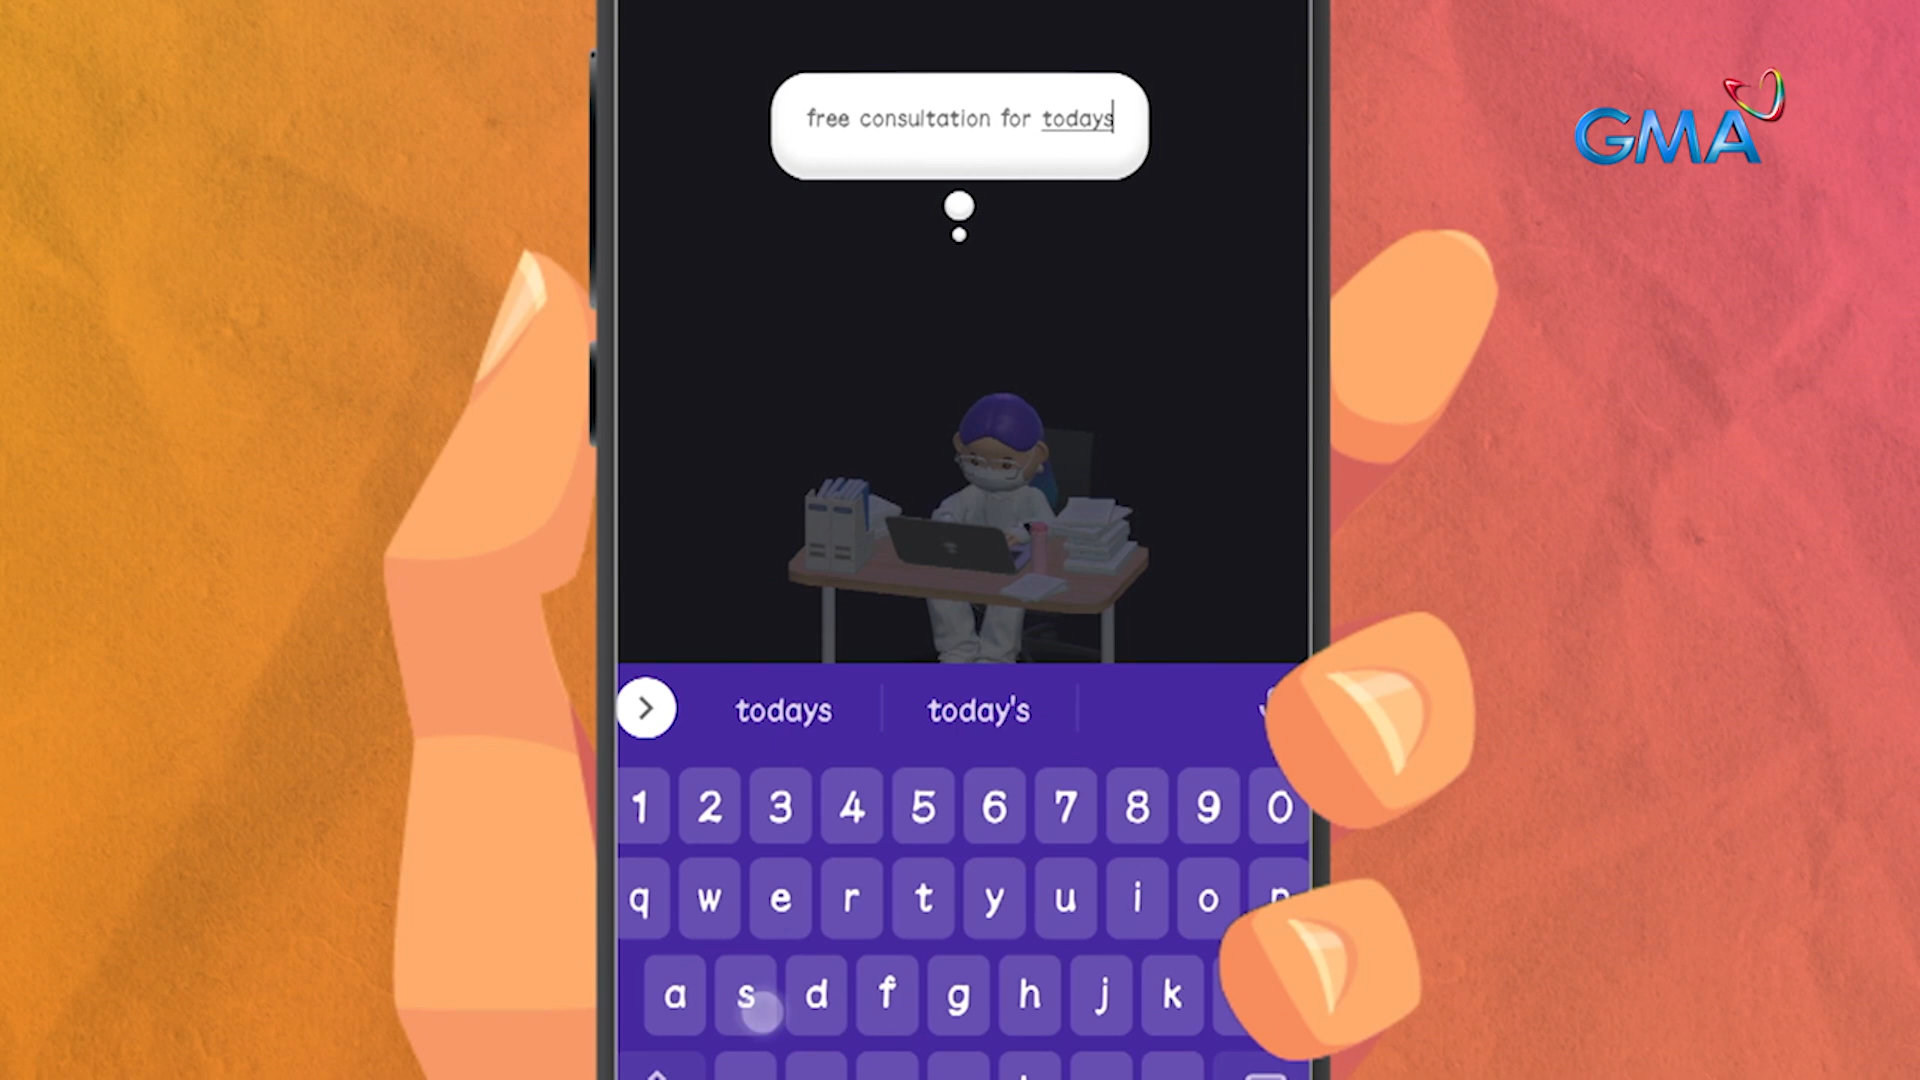 free consultation for todays
GMA
todays today's
1 2 3 4 5 6 7 8 9 0
q w e r t y u i o p
a s d f g h j k